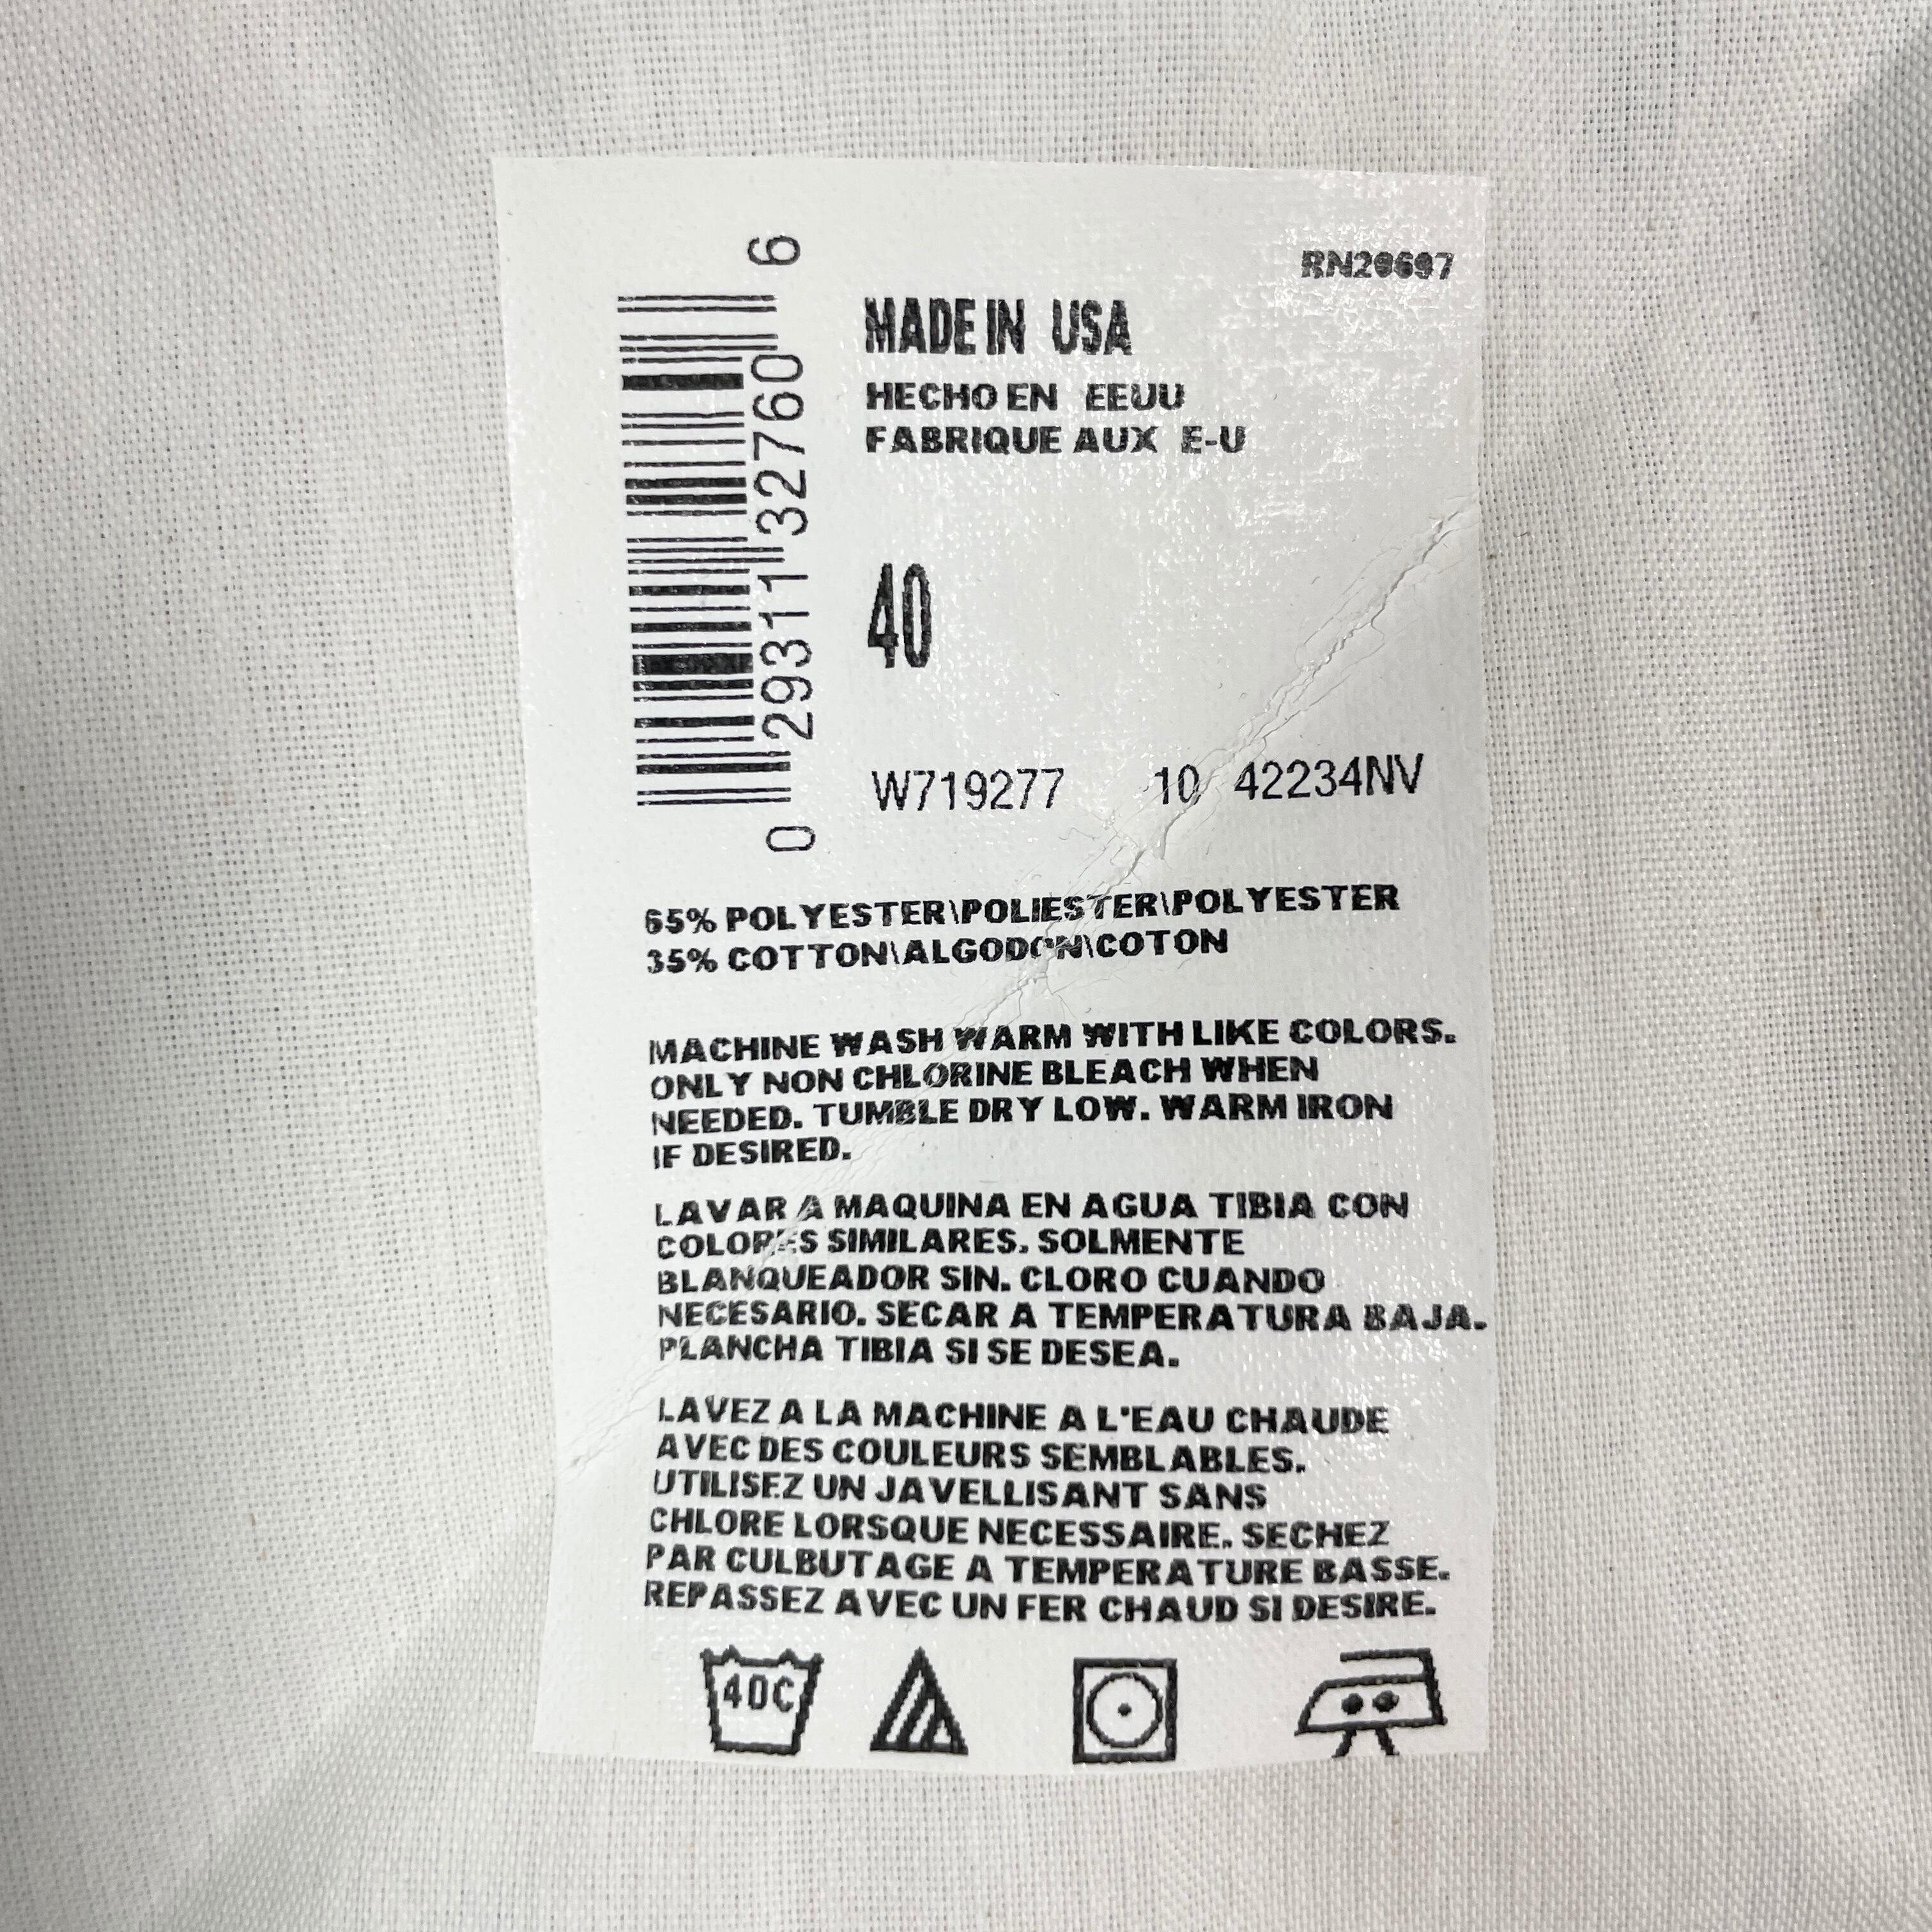 RN20697
MADE IN USA
HECHO EN EEUU
FABRIQUE AUX E-U
0 29311 32760 6
40
W719277 10 42234NV
65% POLYESTER\POLIESTER\POLYESTER
35% COTTON\ALGODON\COTON
MACHINE WASH WARM WITH LIKE COLORS.
ONLY NON CHLORINE BLEACH WHEN
NEEDED. TUMBLE DRY LOW. WARM IRON
IF DESIRED.
LAVAR A MAQUINA EN AGUA TIBIA CON
COLORES SIMILARES. SOLMENTE
BLANQUEADOR SIN. CLORO CUANDO
NECESARIO. SECAR A TEMPERATURA BAJA.
PLANCHA TIBIA SI SE DESEA.
LAVEZ A LA MACHINE A L'EAU CHAUDE
AVEC DES COULEURS SEMBLABLES.
UTILISEZ UN JAVELLISANT SANS
CHLORE LORSQUE NECESSAIRE. SECHEZ
PAR CULBUTAGE A TEMPERATURE BASSE.
REPASSEZ AVEC UN FER CHAUD SI DESIRE.
40C